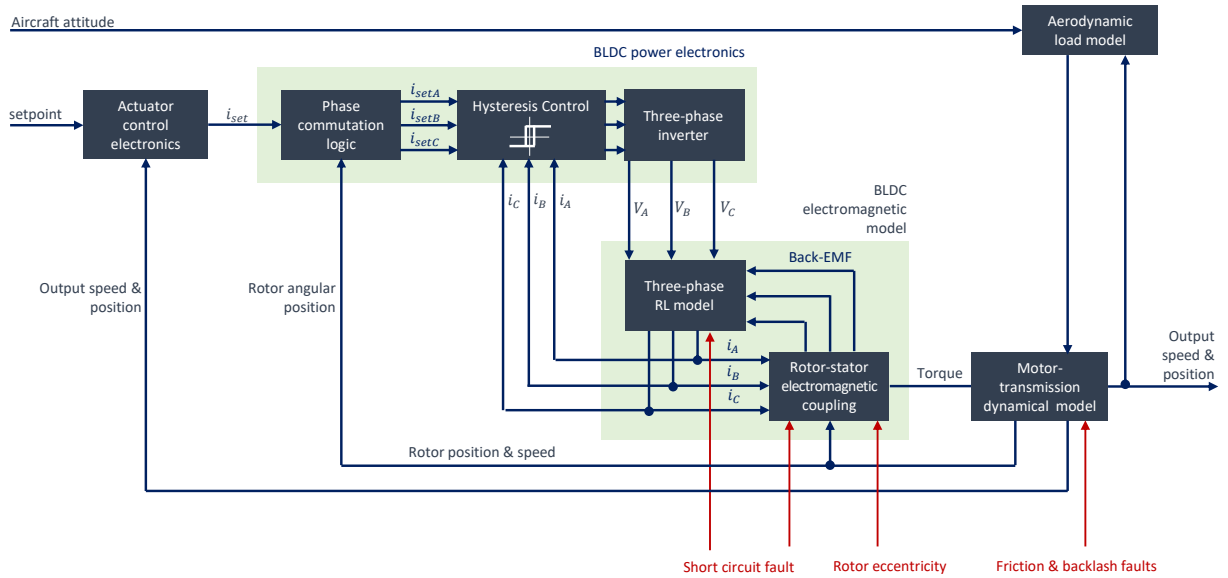 Aircraft attitude
Aerodynamic
load model
BLDC power electronics
setpoint
Actuator
control
electronics
i_set
Phase
commutation
logic
i_setA
i_setB
i_setC
Hysteresis Control
Three-phase
inverter
i_C
i_B
i_A
V_A
V_B
V_C
BLDC
electromagnetic
model
Back-EMF
Output speed &
position
Rotor angular
position
Three-phase
RL model
i_A
i_B
i_C
Rotor-stator
electromagnetic
coupling
Torque
Motor-
transmission
dynamical model
Output
speed &
position
Rotor position & speed
Short circuit fault
Rotor eccentricity
Friction & backlash faults